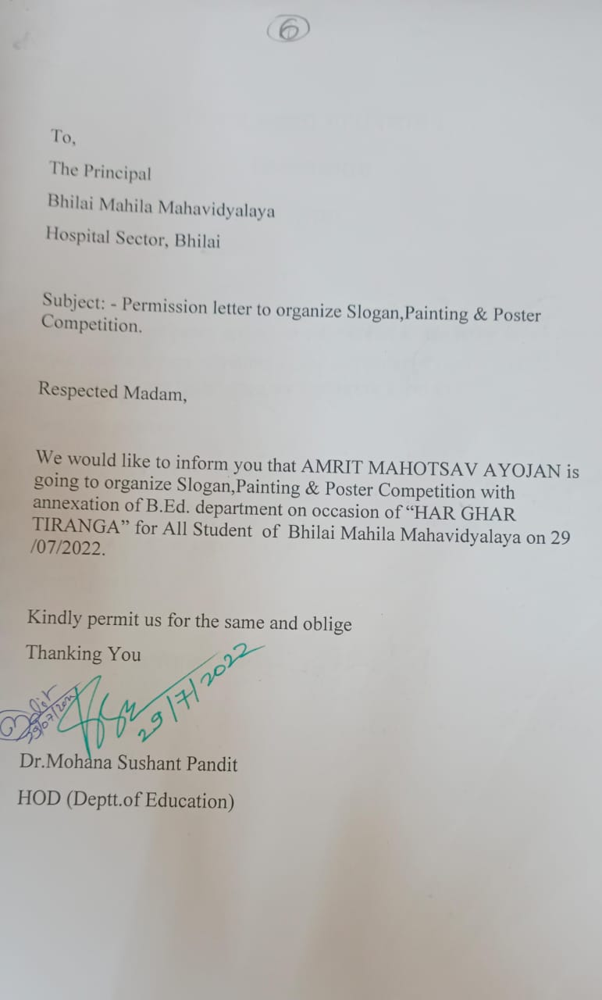 6
To,
The Principal
Bhilai Mahila Mahavidyalaya
Hospital Sector, Bhilai
Subject: - Permission letter to organize Slogan,Painting & Poster
Competition.
Respected Madam,
We would like to inform you that AMRIT MAHOTSAV AYOJAN is
going to organize Slogan,Painting & Poster Competition with
annexation of B.Ed. department on occasion of “HAR GHAR
TIRANGA” for All Student of Bhilai Mahila Mahavidyalaya on 29
/07/2022.
Kindly permit us for the same and oblige
Thanking You
29/7/2022
Dr.Mohana Sushant Pandit
HOD (Deptt.of Education)